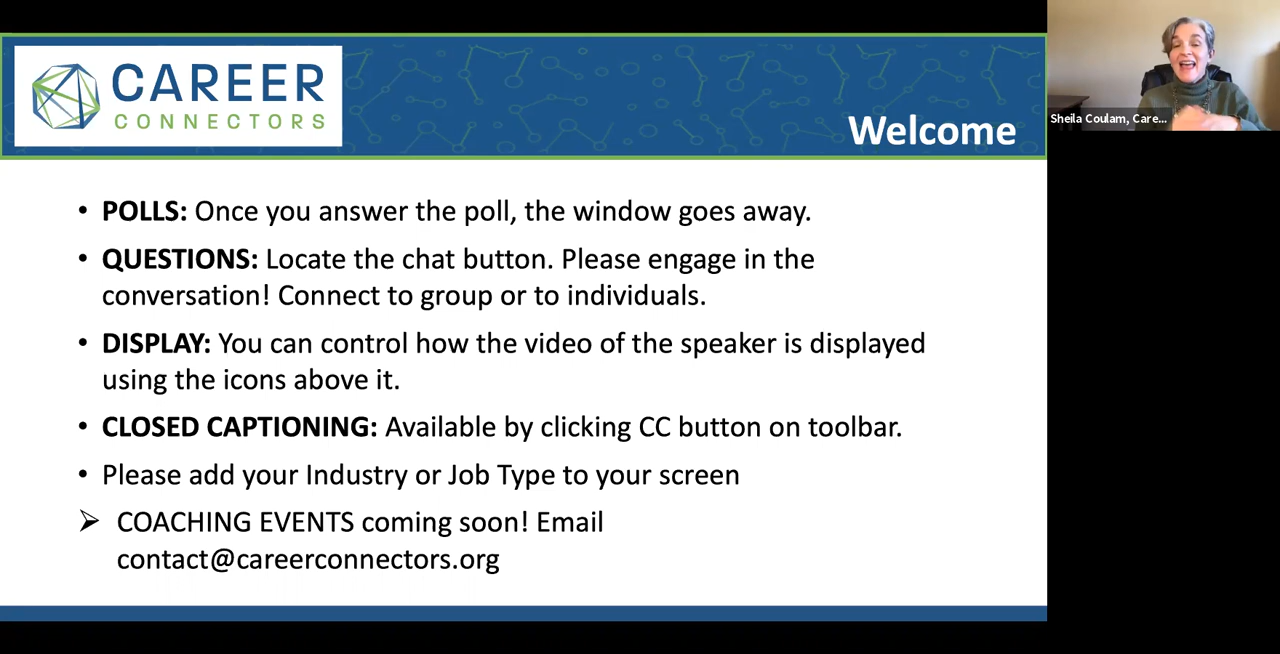 CAREER
CONNECTORS
Welcome
Sheila Coulam, Care...
• POLLS: Once you answer the poll, the window goes away.
• QUESTIONS: Locate the chat button. Please engage in the
conversation! Connect to group or to individuals.
• DISPLAY: You can control how the video of the speaker is displayed
using the icons above it.
• CLOSED CAPTIONING: Available by clicking CC button on toolbar.
• Please add your Industry or Job Type to your screen
➢ COACHING EVENTS coming soon! Email
contact@careerconnectors.org